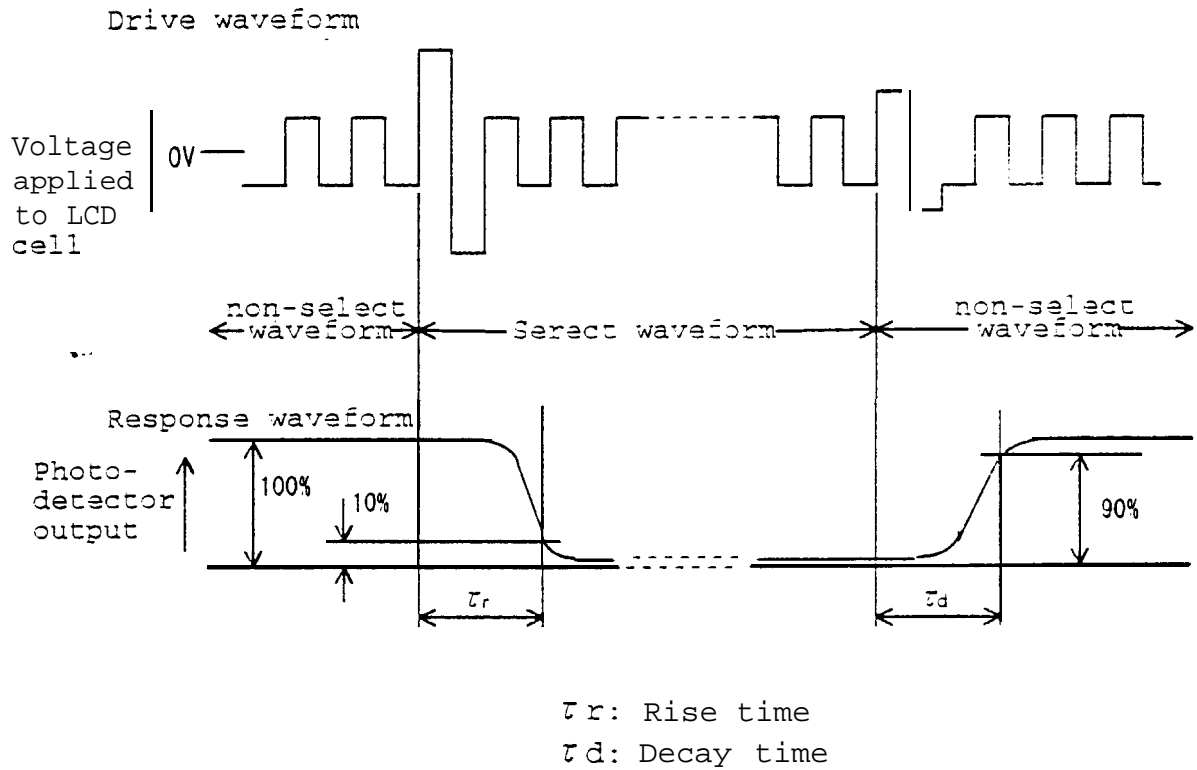 Drive waveform
Voltage
applied
to LCD
cell
0V
non-select
waveform
Serect waveform
non-select
waveform
Response waveform
Photo-
detector
output
100%
10%
90%
τr
τd
τr: Rise time
τd: Decay time